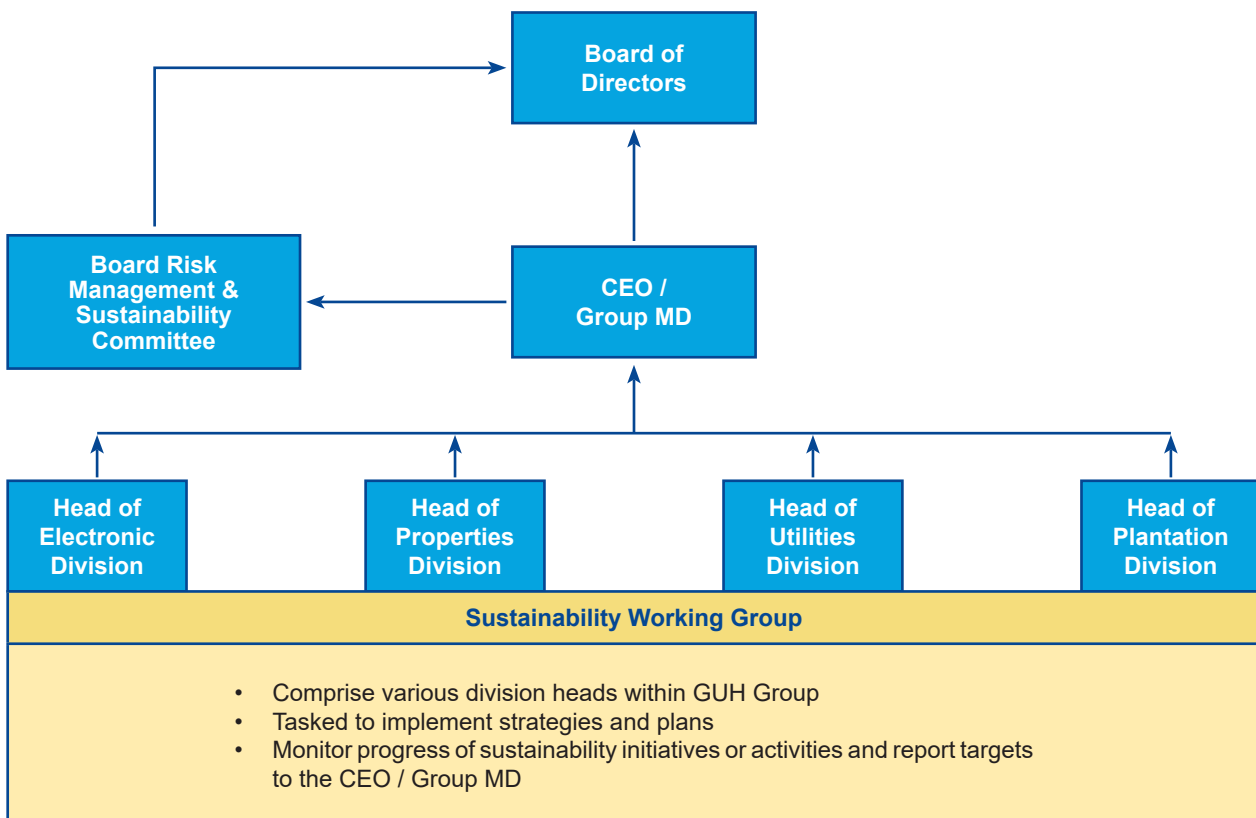 Board of
Directors
Board Risk
Management &
Sustainability
Committee
CEO /
Group MD
Head of
Electronic
Division
Head of
Properties
Division
Head of
Utilities
Division
Head of
Plantation
Division
Sustainability Working Group
• Comprise various division heads within GUH Group
• Tasked to implement strategies and plans
• Monitor progress of sustainability initiatives or activities and report targets
to the CEO / Group MD